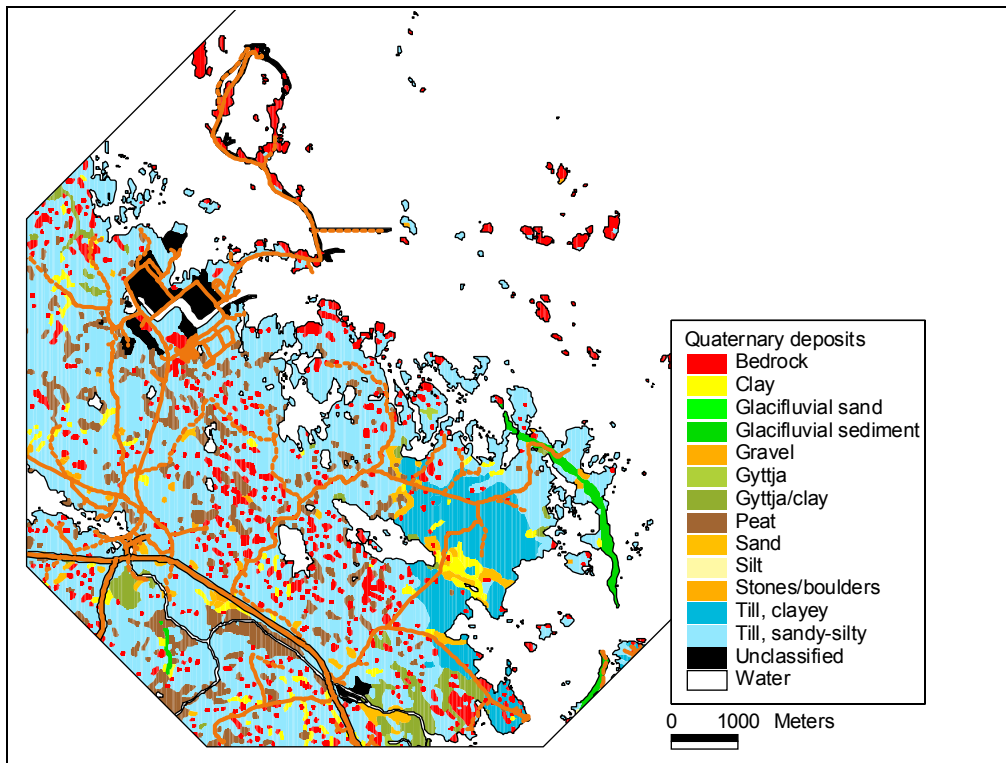 Quaternary deposits
Bedrock
Clay
Glacifluvial sand
Glacifluvial sediment
Gravel
Gyttja
Gyttja/clay
Peat
Sand
Silt
Stones/boulders
Till, clayey
Till, sandy-silty
Unclassified
Water
0 1000 Meters